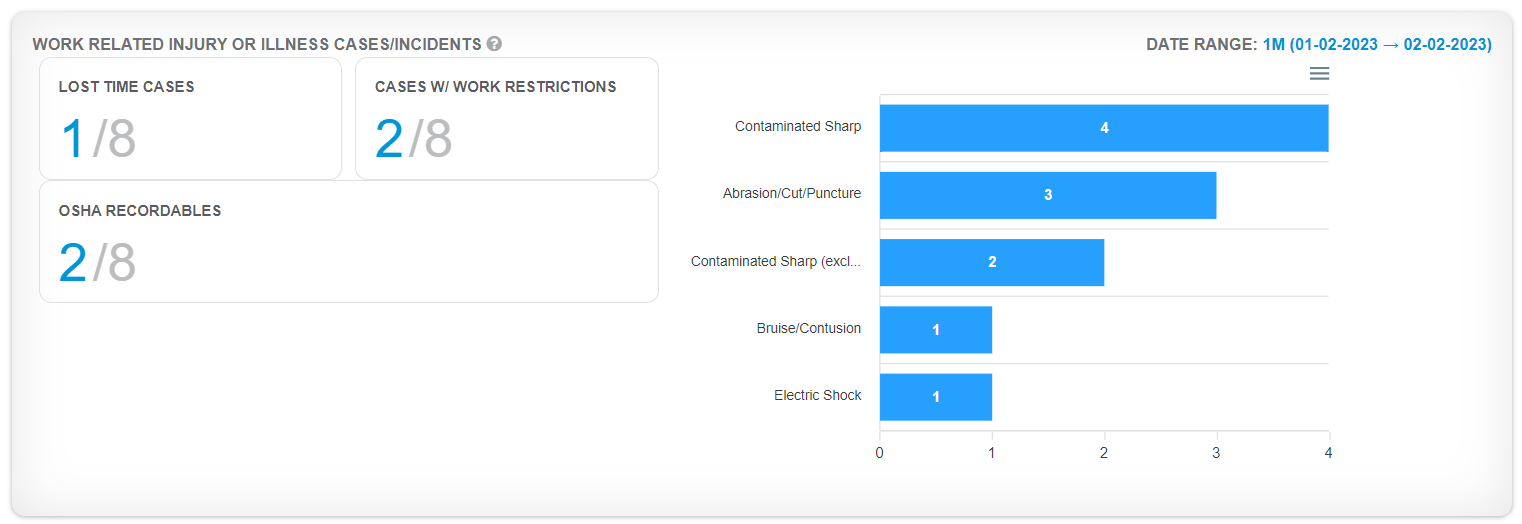 WORK RELATED INJURY OR ILLNESS CASES/INCIDENTS ?
DATE RANGE: 1M (01-02-2023 → 02-02-2023)
LOST TIME CASES
1/8
CASES W/ WORK RESTRICTIONS
2/8
OSHA RECORDABLES
2/8
Contaminated Sharp 4
Abrasion/Cut/Puncture 3
Contaminated Sharp (excl... 2
Bruise/Contusion 1
Electric Shock 1
0 1 2 3 4